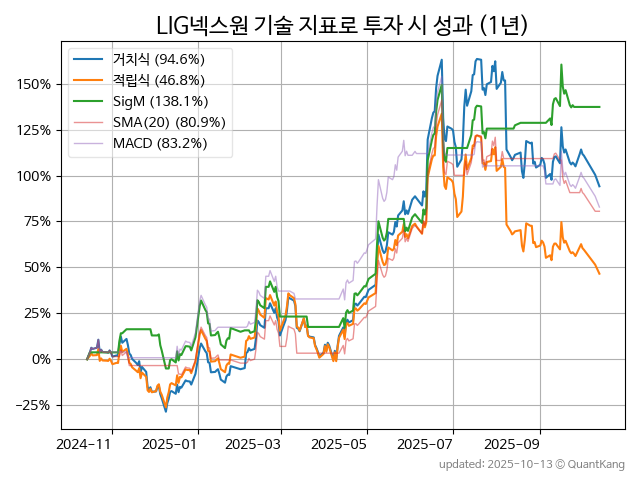 LIG넥스원 기술 지표로 투자 시 성과 (1년)
거치식 (94.6%)
적립식 (46.8%)
SigM (138.1%)
SMA(20) (80.9%)
MACD (83.2%)
150%
125%
100%
75%
50%
25%
0%
−25%
2024-11 2025-01 2025-03 2025-05 2025-07 2025-09
updated: 2025-10-13 © QuantKang